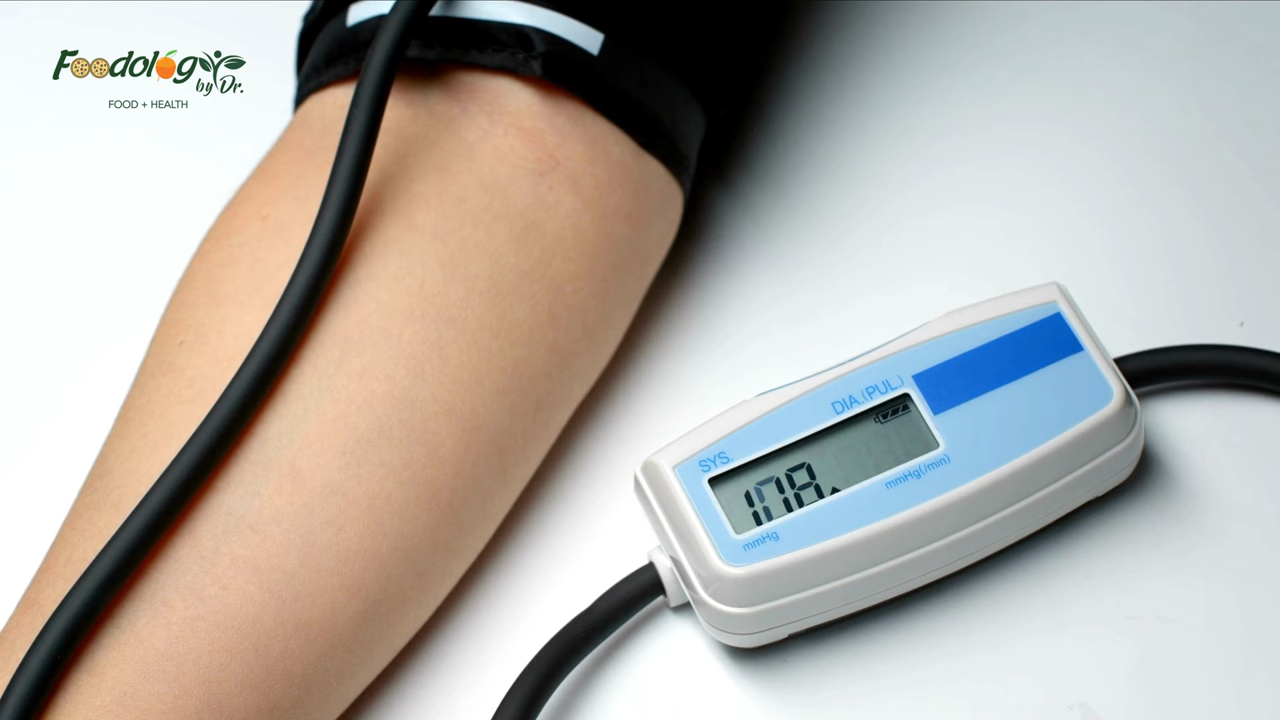 Foodology
by Dr.
FOOD + HEALTH
DIA.(PUL.)
SYS.
108
mmHg(/min)
mmHg